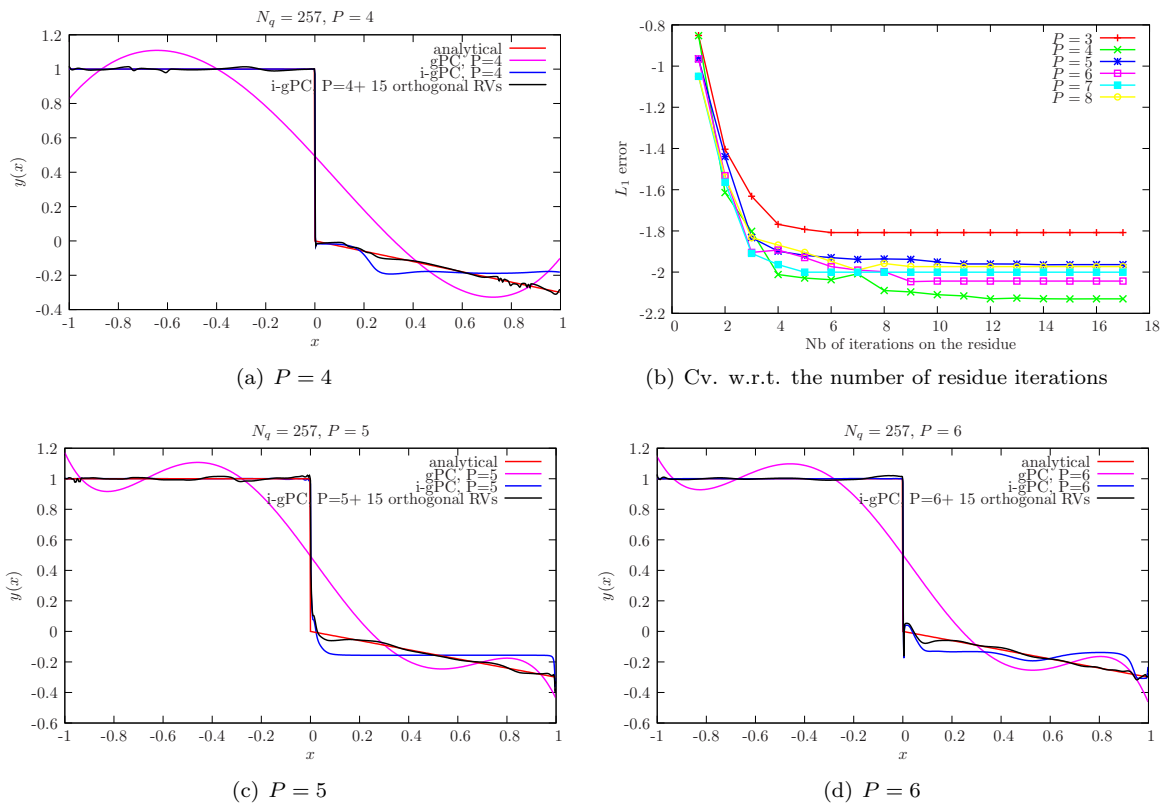 N_q = 257, P = 4
analytical
gPC, P=4
i-gPC, P=4
i-gPC, P=4+ 15 orthogonal RVs
1.2
1
0.8
0.6
0.4
0.2
0
-0.2
-0.4
y(x)
-1 -0.8 -0.6 -0.4 -0.2 0 0.2 0.4 0.6 0.8 1
x
(a) P = 4
P = 3
P = 4
P = 5
P = 6
P = 7
P = 8
-0.8
-1
-1.2
-1.4
-1.6
-1.8
-2
-2.2
L_1 error
0 2 4 6 8 10 12 14 16 18
Nb of iterations on the residue
(b) Cv. w.r.t. the number of residue iterations
N_q = 257, P = 5
analytical
gPC, P=5
i-gPC, P=5
i-gPC, P=5+ 15 orthogonal RVs
1.2
1
0.8
0.6
0.4
0.2
0
-0.2
-0.4
-0.6
y(x)
-1 -0.8 -0.6 -0.4 -0.2 0 0.2 0.4 0.6 0.8 1
x
(c) P = 5
N_q = 257, P = 6
analytical
gPC, P=6
i-gPC, P=6
i-gPC, P=6+ 15 orthogonal RVs
1.2
1
0.8
0.6
0.4
0.2
0
-0.2
-0.4
-0.6
y(x)
-1 -0.8 -0.6 -0.4 -0.2 0 0.2 0.4 0.6 0.8 1
x
(d) P = 6